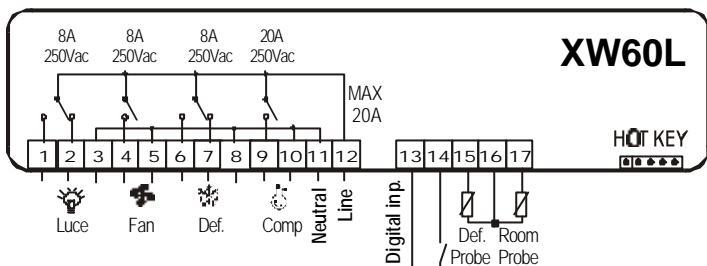 8A 8A 8A 20A
250Vac 250Vac 250Vac 250Vac
XW60L
MAX
20A
HOT KEY
1 2 3 4 5 6 7 8 9 10 11 12 13 14 15 16 17
Luce Fan Def. Comp
Neutral
Line
Digital inp.
Def. Room
Probe Probe